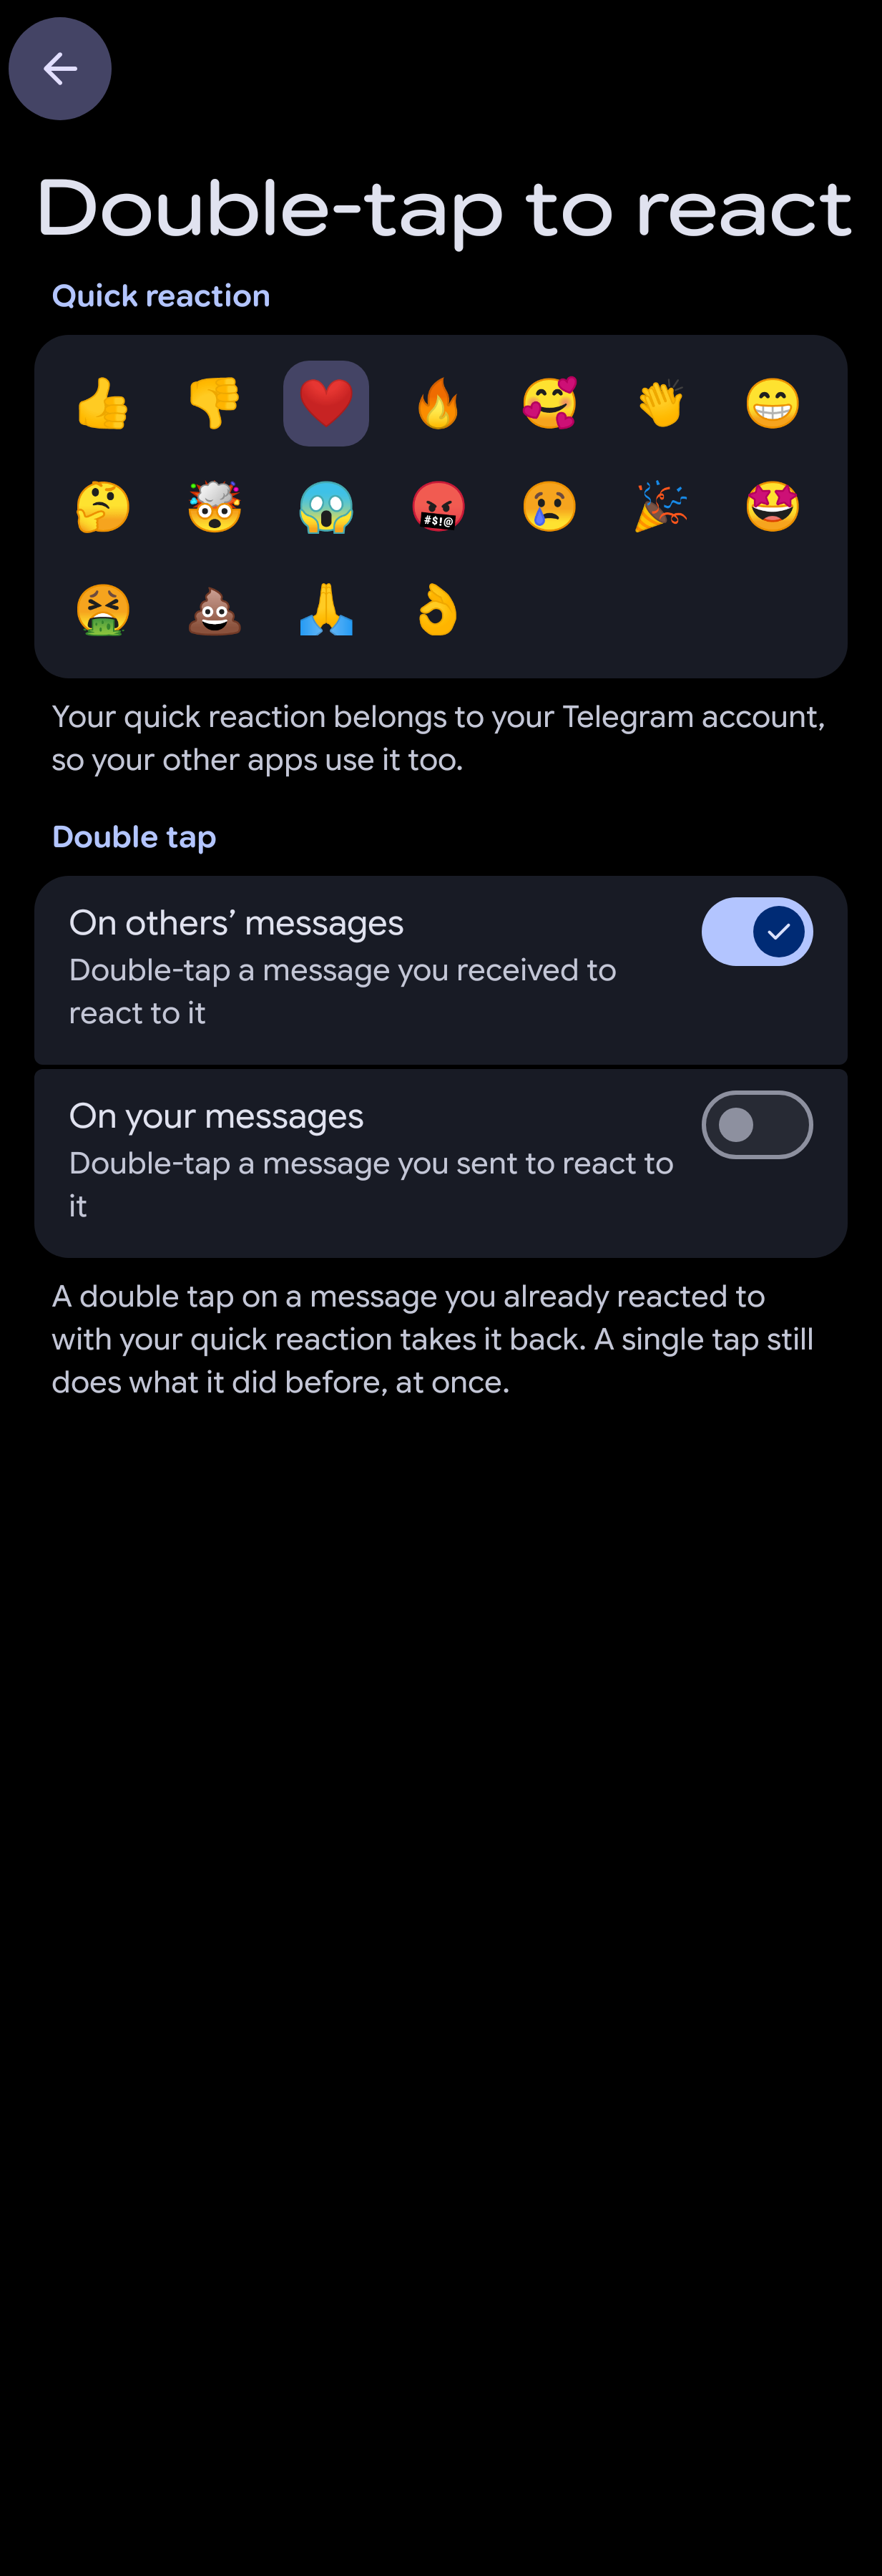 Double-tap to react
Quick reaction
#$!@
Your quick reaction belongs to your Telegram account,
so your other apps use it too.
Double tap
On others’ messages
Double-tap a message you received to
react to it
On your messages
Double-tap a message you sent to react to
it
A double tap on a message you already reacted to
with your quick reaction takes it back. A single tap still
does what it did before, at once.